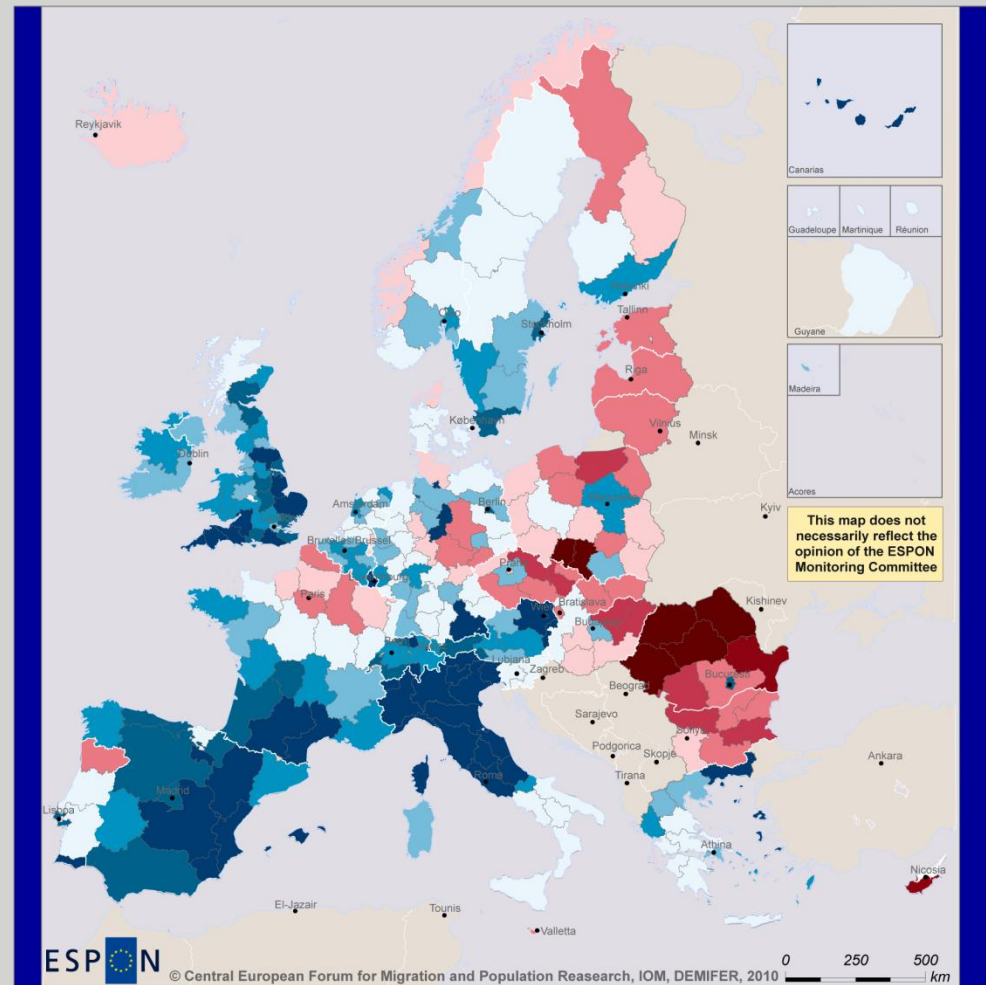 Reykjavik
Canarias
Guadeloupe
Martinique
Réunion
Guyane
Madeira
Acores
This map does not
necessarily reflect the
opinion of the ESPON
Monitoring Committee
Oslo
Stockholm
Helsinki
Tallinn
Riga
Vilnius
Minsk
København
Dublin
Amsterdam
Berlin
Kyiv
Bruxelles/Brussel
Paris
Wien
Bratislava
Kishinev
Ljubljana
Zagreb
Beograd
Bucuresti
Sarajevo
Podgorica
Skopje
Sofiya
Tirana
Ankara
Madrid
Roma
Lisboa
Athina
Nicosia
El-Jazair
Tounis
Valletta
ESPON
© Central European Forum for Migration and Population Reasearch, IOM, DEMIFER, 2010
0 250 500
km